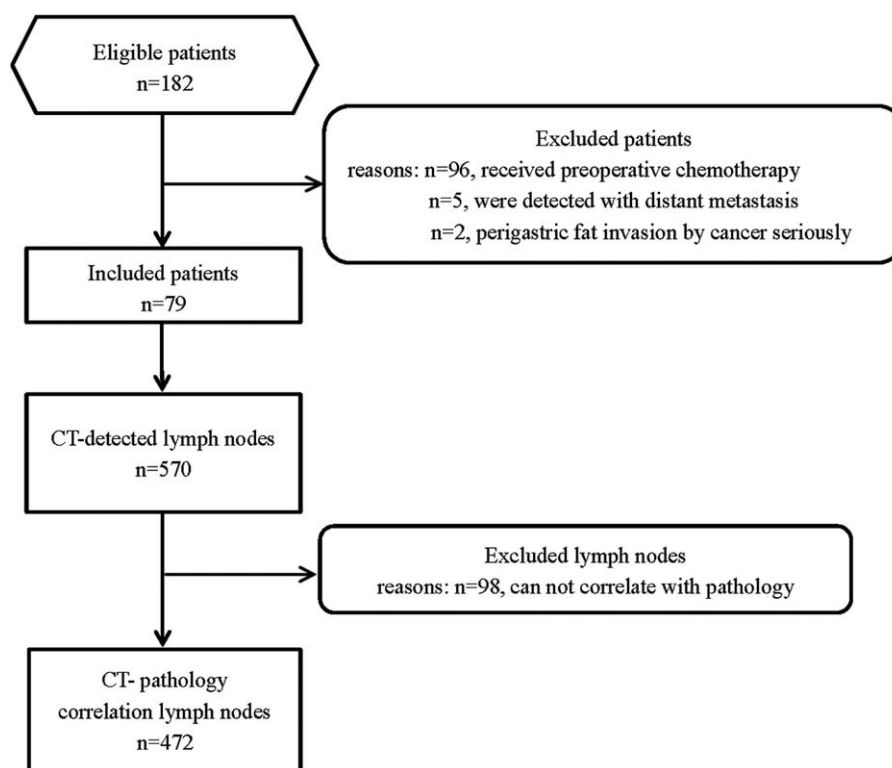 Eligible patients
n=182
Excluded patients
reasons: n=96, received preoperative chemotherapy
n=5, were detected with distant metastasis
n=2, perigastric fat invasion by cancer seriously
Included patients
n=79
CT-detected lymph nodes
n=570
Excluded lymph nodes
reasons: n=98, can not correlate with pathology
CT- pathology
correlation lymph nodes
n=472